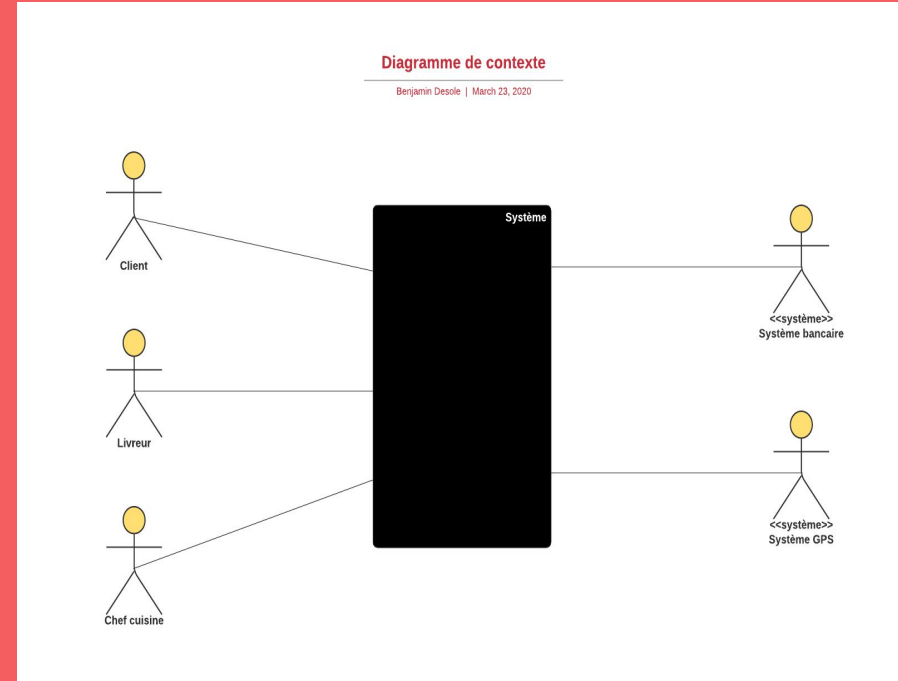 Diagramme de contexte
Benjamin Desole | March 23, 2020
Système
Client
<<système>>
Système bancaire
Livreur
<<système>>
Système GPS
Chef cuisine